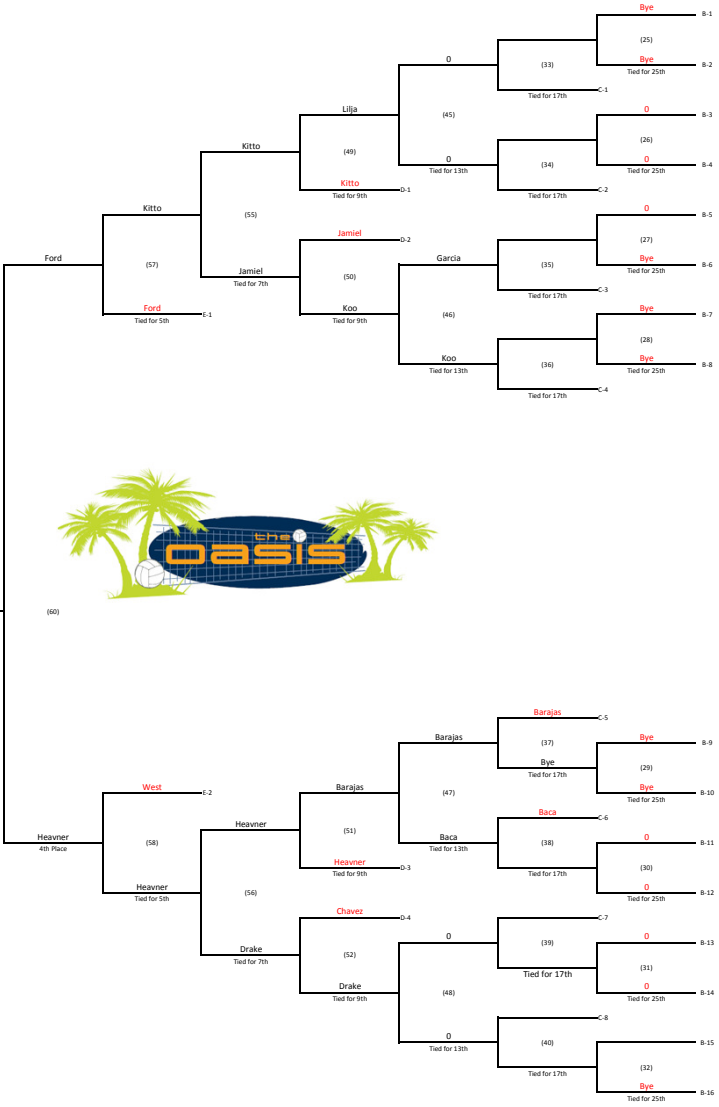 Bye
B-1
(25)
0
Bye
B-2
(33)
Tied for 25th
C-1
Tied for 17th
Lilja
0
B-3
(45)
(26)
Kitto
(49)
0
0
B-4
Tied for 13th
(34)
Tied for 25th
Kitto
D-1
C-2
Tied for 9th
Tied for 17th
Kitto
0
B-5
(55)
Jamiel
D-2
(27)
Ford
(57)
Garcia
(35)
Bye
B-6
Jamiel
(50)
Tied for 25th
Tied for 7th
C-3
Tied for 17th
Ford
E-1
Koo
(46)
Bye
B-7
Tied for 5th
Tied for 9th
(28)
Koo
(36)
Bye
B-8
Tied for 13th
Tied for 25th
C-4
Tied for 17th
the
oasis
(60)
Barajas
C-5
Barajas
(37)
Bye
B-9
Bye
(29)
Tied for 17th
West
E-2
Barajas
(47)
Bye
B-10
Tied for 25th
Baca
C-6
Heavner
(51)
Heavner
(58)
Baca
(38)
0
B-11
4th Place
Tied for 13th
Heavner
D-3
(30)
Tied for 9th
Tied for 17th
Heavner
(56)
0
B-12
Tied for 5th
Tied for 25th
Chavez
D-4
C-7
Drake
(52)
0
(39)
0
B-13
Tied for 7th
(31)
Tied for 17th
Drake
(48)
0
B-14
Tied for 9th
Tied for 25th
C-8
0
(40)
B-15
Tied for 13th
(32)
Tied for 17th
Bye
B-16
Tied for 25th